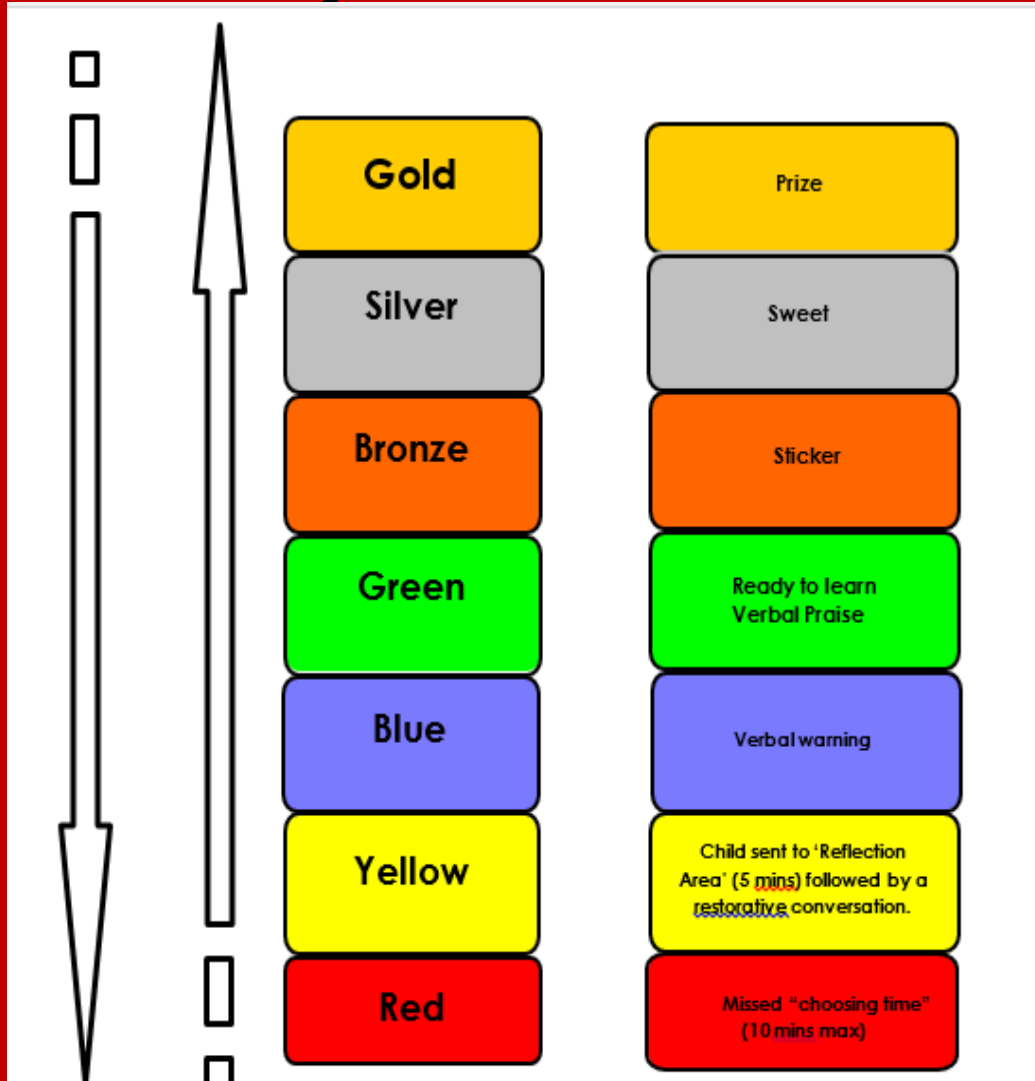 Gold
Prize
Silver
Sweet
Bronze
Sticker
Green
Ready to learn
Verbal Praise
Blue
Verbal warning
Yellow
Child sent to ‘Reflection
Area’ (5 mins) followed by a
restorative conversation.
Red
Missed “choosing time”
(10 mins max)